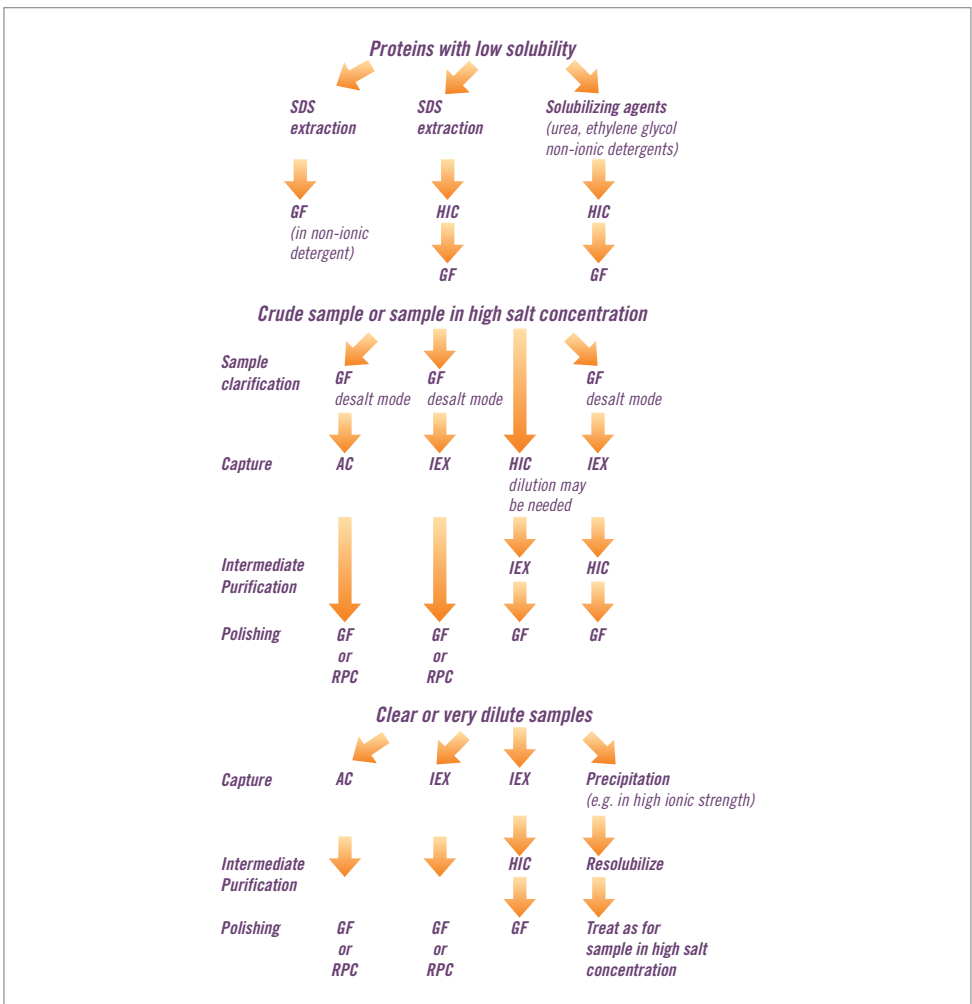 Proteins with low solubility
SDS
extraction
SDS
extraction
Solubilizing agents
(urea, ethylene glycol
non-ionic detergents)
GF
(in non-ionic
detergent)
HIC
HIC
GF
GF
Crude sample or sample in high salt concentration
Sample
clarification
GF
desalt mode
GF
desalt mode
GF
desalt mode
Capture
AC
IEX
HIC
dilution may
be needed
IEX
Intermediate
Purification
IEX
HIC
Polishing
GF
or
RPC
GF
or
RPC
GF
GF
Clear or very dilute samples
Capture
AC
IEX
IEX
Precipitation
(e.g. in high ionic strength)
Intermediate
Purification
HIC
Resolubilize
Polishing
GF
or
RPC
GF
or
RPC
GF
Treat as for
sample in high salt
concentration